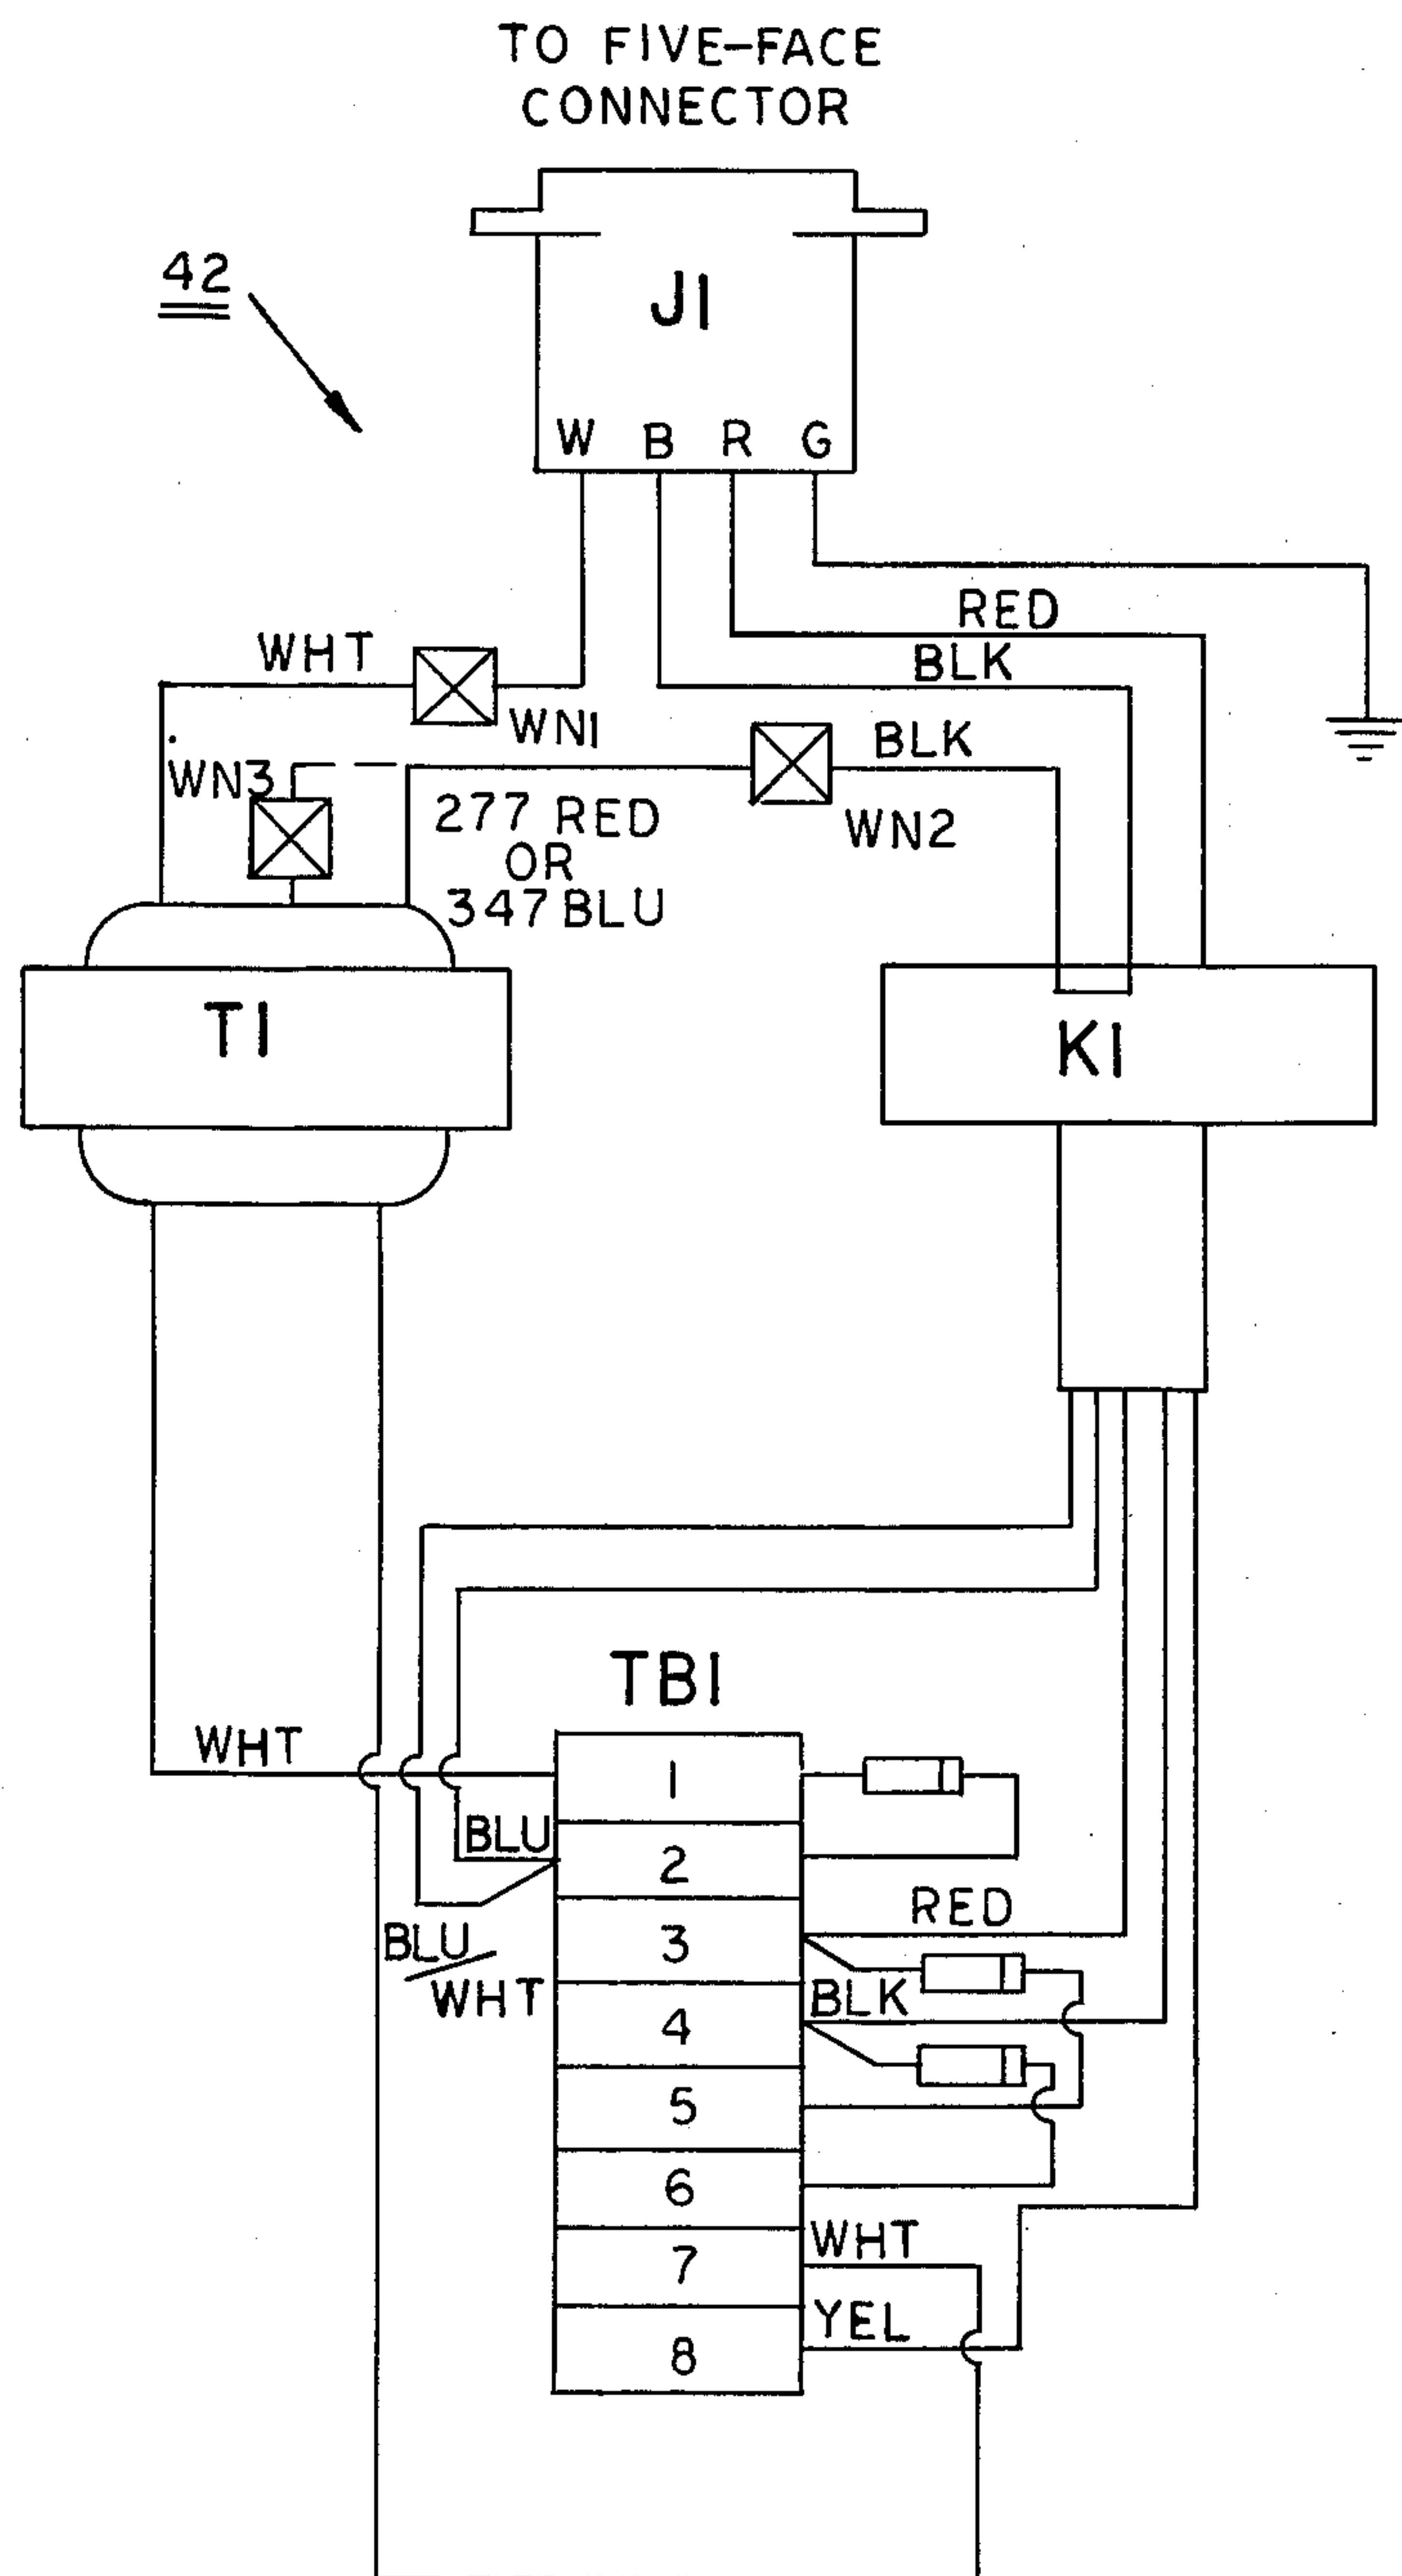 TO FIVE-FACE
CONNECTOR
42
J1
W B R G
RED
WHT
BLK
WN1
BLK
WN3
277 RED
OR
347 BLU
WN2
T1
K1
TB1
WHT
1
BLU
2
RED
3
BLU/
WHT
BLK
4
5
6
WHT
7
YEL
8